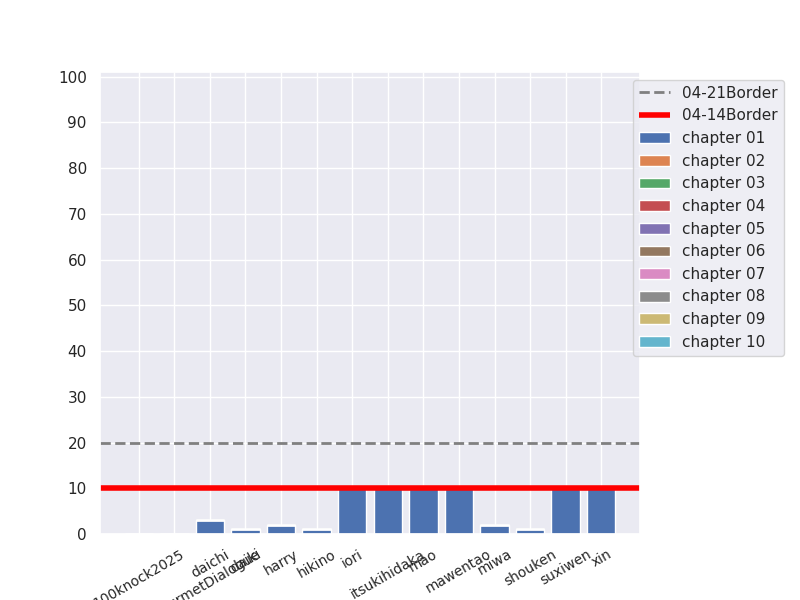 100
90
80
70
60
50
40
30
20
10
0
04-21Border
04-14Border
chapter 01
chapter 02
chapter 03
chapter 04
chapter 05
chapter 06
chapter 07
chapter 08
chapter 09
chapter 10
100knock2025
daichi
daiki
harry
hikino
iori
itsukihidaka
mao
mawentao
miwa
shouken
suxiwen
xin